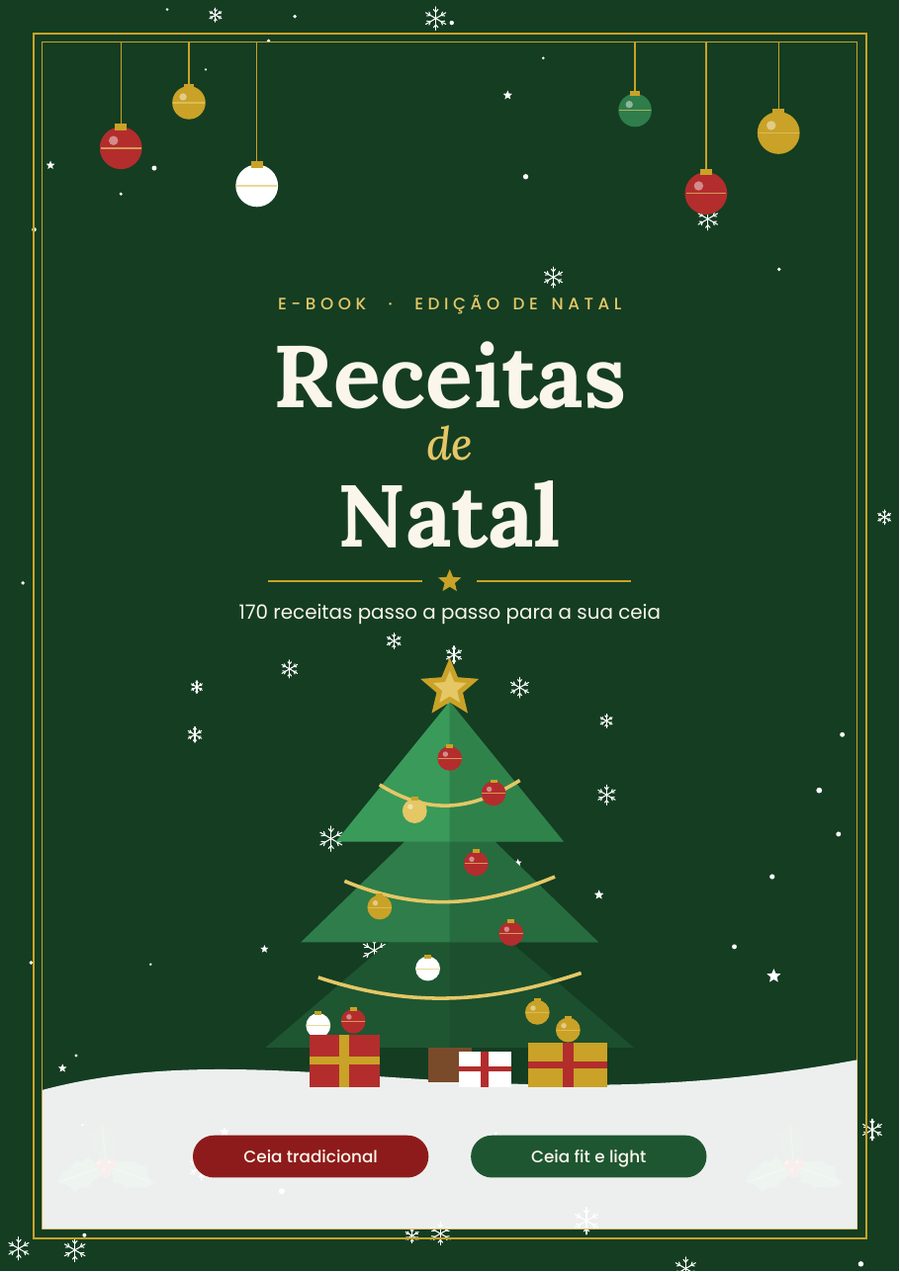 E-BOOK · EDIÇÃO DE NATAL
Receitas
de
Natal
170 receitas passo a passo para a sua ceia
Ceia tradicional
Ceia fit e light